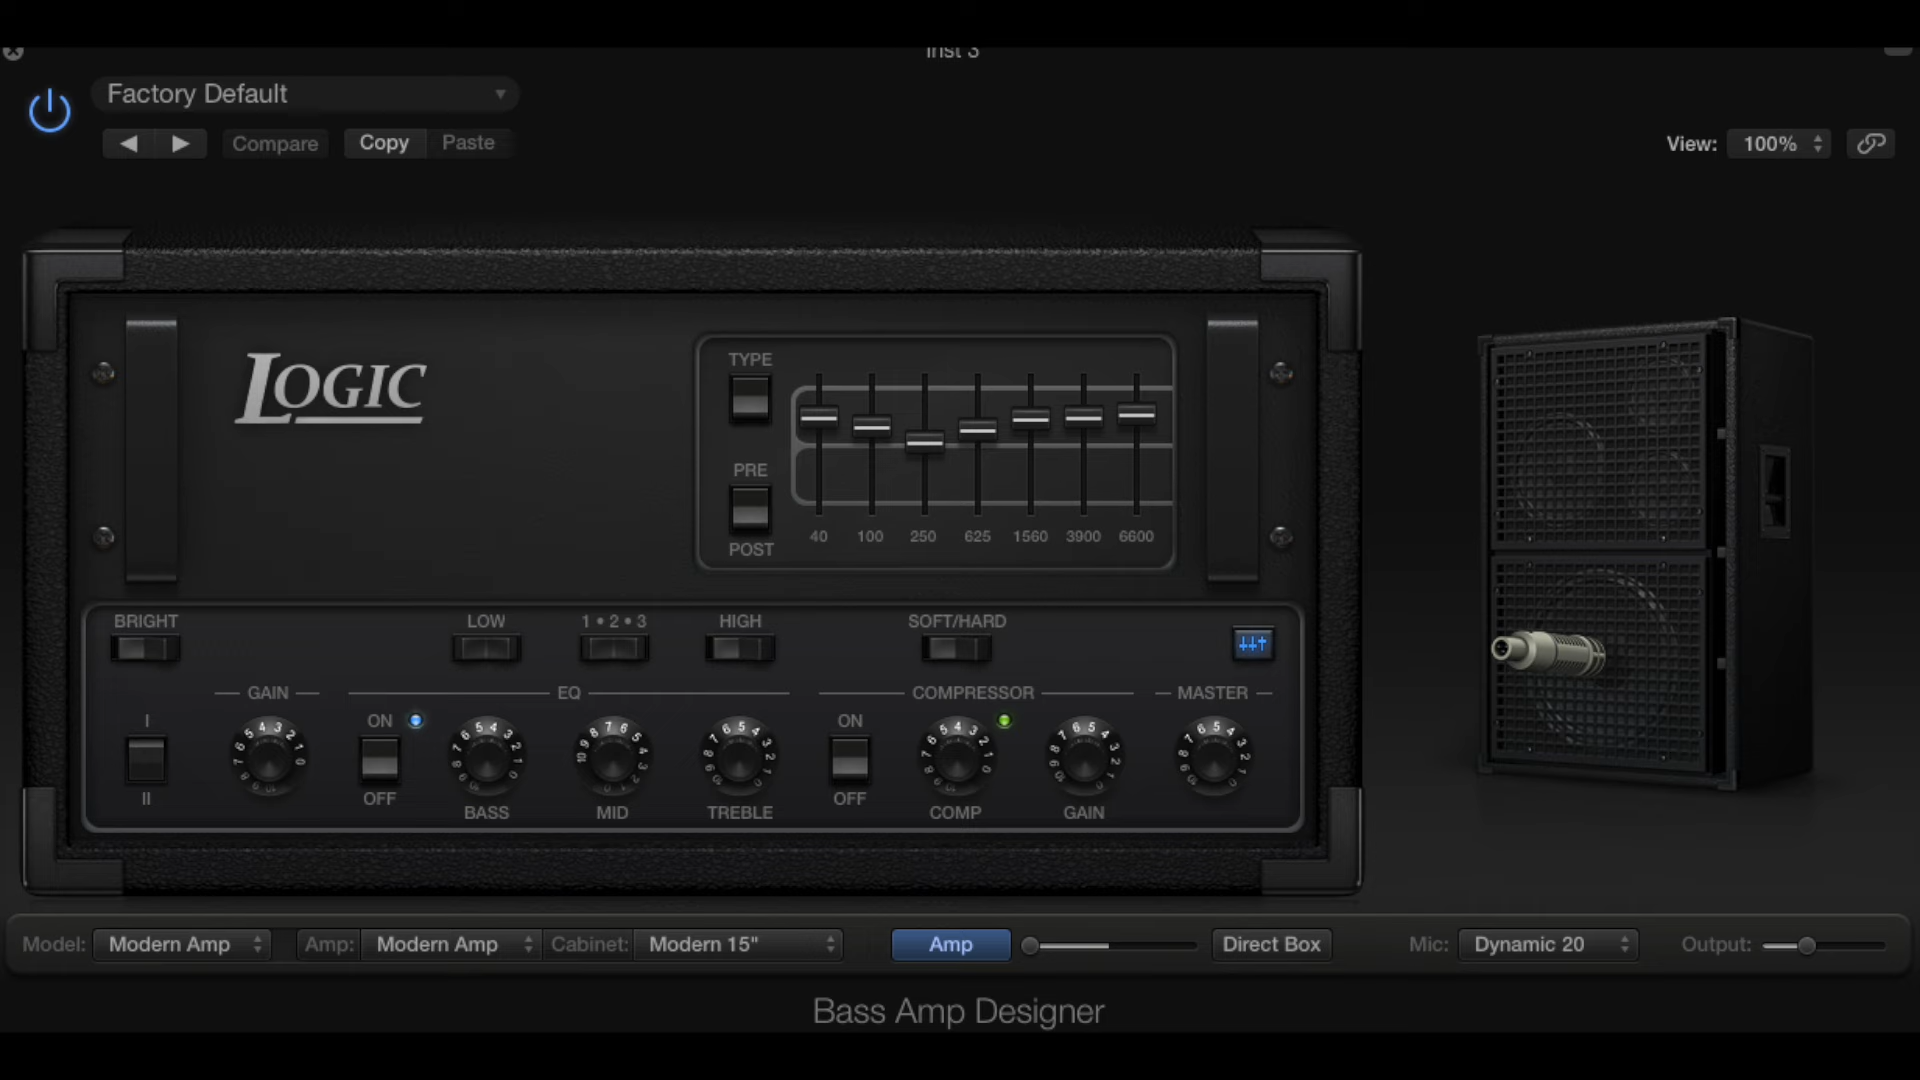 Inst 3
Factory Default
Compare Copy Paste
View: 100%
LOGIC
TYPE
PRE
POST
40 100 250 625 1560 3900 6600
BRIGHT LOW 1 • 2 • 3 HIGH SOFT/HARD
GAIN EQ COMPRESSOR MASTER
I ON ON
II OFF OFF
BASS MID TREBLE COMP GAIN
Model: Modern Amp Amp: Modern Amp Cabinet: Modern 15" Amp Direct Box Mic: Dynamic 20 Output:
Bass Amp Designer